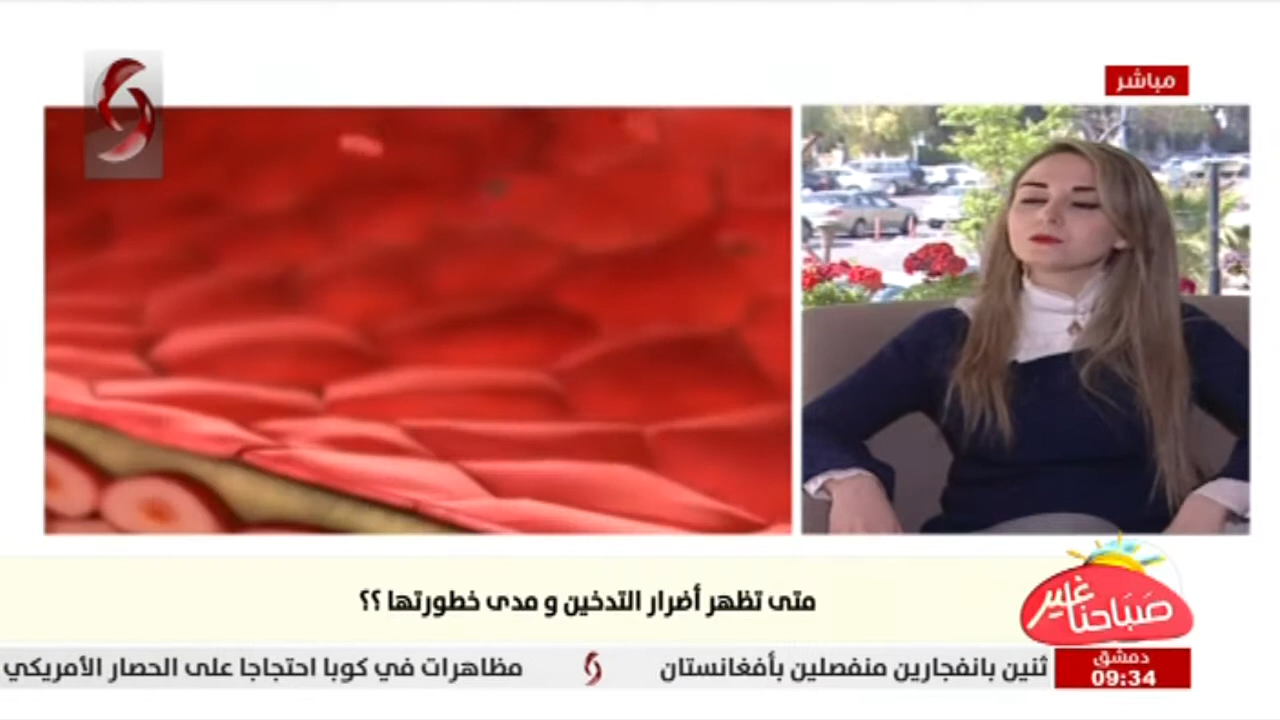 مباشر
متى تظهر أضرار التدخين و مدى خطورتها ؟؟
صباحنا غير
دمشق
09:34
ثنين بانفجارين منفصلين بأفغانستان
مظاهرات في كوبا احتجاجا على الحصار الأمريكي